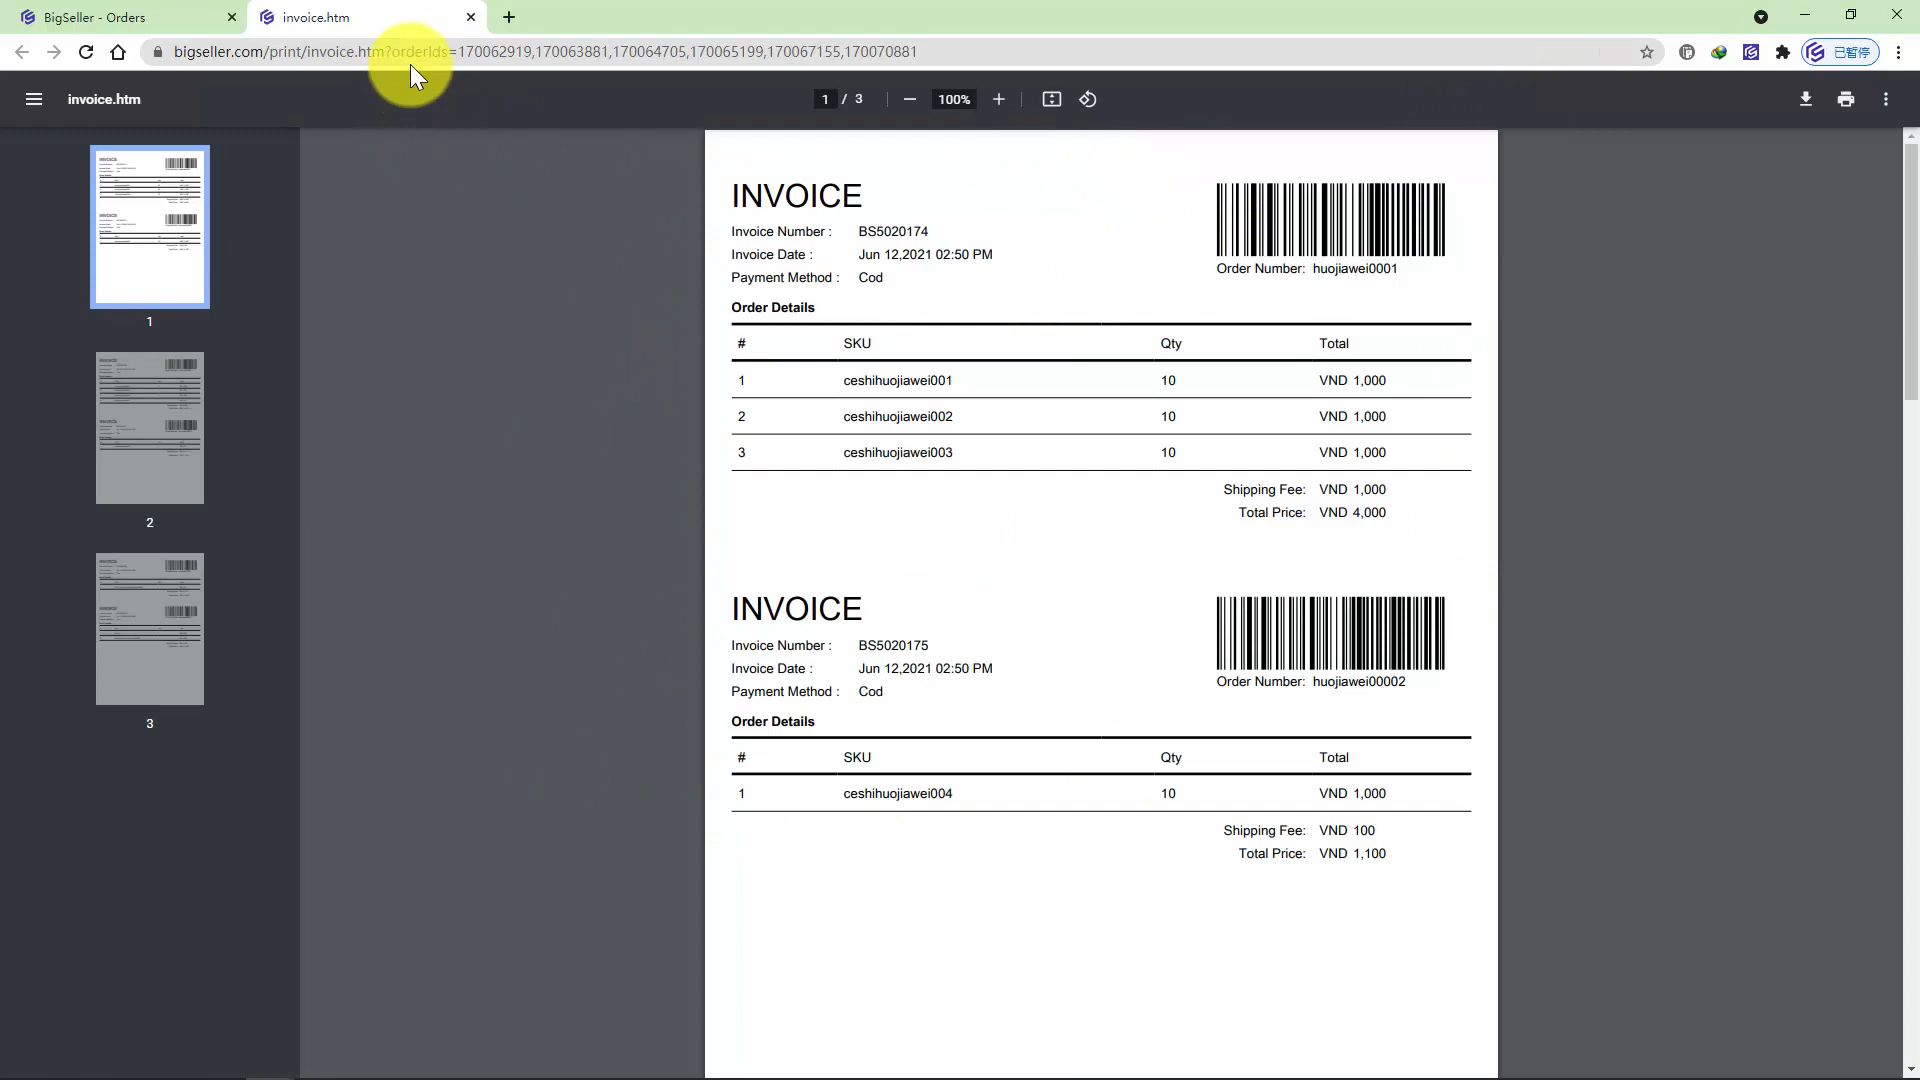 BigSeller - Orders
invoice.htm
bigseller.com/print/invoice.htm?orderIds=170062919,170063881,170064705,170065199,170067155,170070881
已暂停
invoice.htm
1 / 3
100%
INVOICE
Invoice Number : BS5020174
Invoice Date : Jun 12,2021 02:50 PM
Payment Method : Cod
Order Number: huojiawei0001
Order Details
# SKU Qty Total
1 ceshihuojiawei001 10 VND 1,000
2 ceshihuojiawei002 10 VND 1,000
3 ceshihuojiawei003 10 VND 1,000
Shipping Fee: VND 1,000
Total Price: VND 4,000
INVOICE
Invoice Number : BS5020175
Invoice Date : Jun 12,2021 02:50 PM
Payment Method : Cod
Order Number: huojiawei00002
Order Details
# SKU Qty Total
1 ceshihuojiawei004 10 VND 1,000
Shipping Fee: VND 100
Total Price: VND 1,100
1
2
3